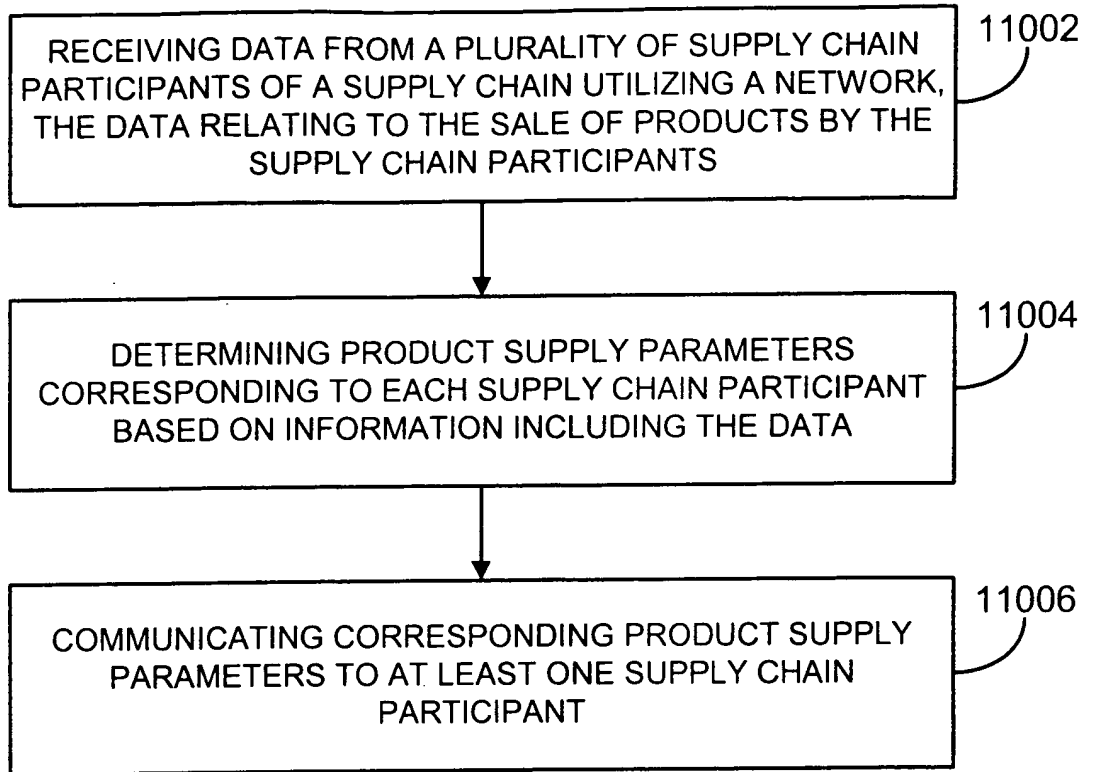 11002
RECEIVING DATA FROM A PLURALITY OF SUPPLY CHAIN
PARTICIPANTS OF A SUPPLY CHAIN UTILIZING A NETWORK,
THE DATA RELATING TO THE SALE OF PRODUCTS BY THE
SUPPLY CHAIN PARTICIPANTS
11004
DETERMINING PRODUCT SUPPLY PARAMETERS
CORRESPONDING TO EACH SUPPLY CHAIN PARTICIPANT
BASED ON INFORMATION INCLUDING THE DATA
11006
COMMUNICATING CORRESPONDING PRODUCT SUPPLY
PARAMETERS TO AT LEAST ONE SUPPLY CHAIN
PARTICIPANT